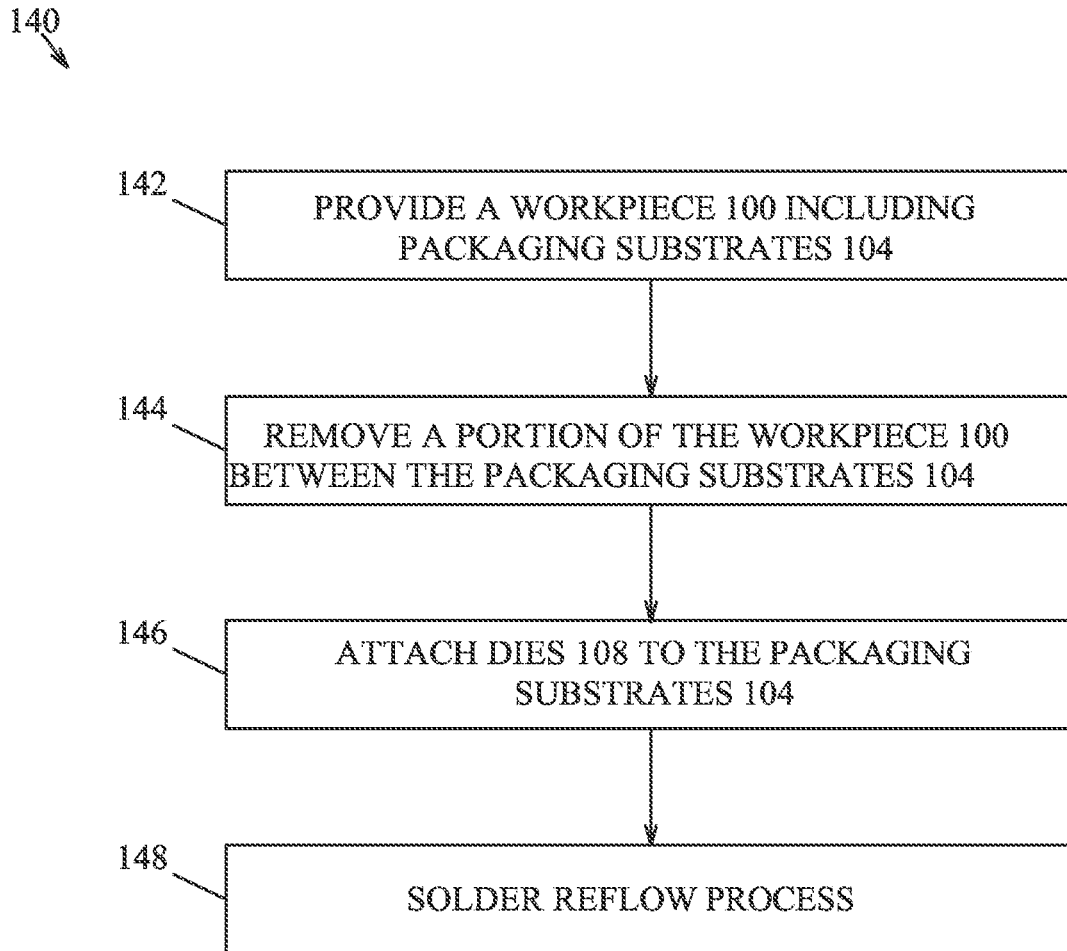 140
142
PROVIDE A WORKPIECE 100 INCLUDING
PACKAGING SUBSTRATES 104
144
REMOVE A PORTION OF THE WORKPIECE 100
BETWEEN THE PACKAGING SUBSTRATES 104
146
ATTACH DIES 108 TO THE PACKAGING
SUBSTRATES 104
148
SOLDER REFLOW PROCESS